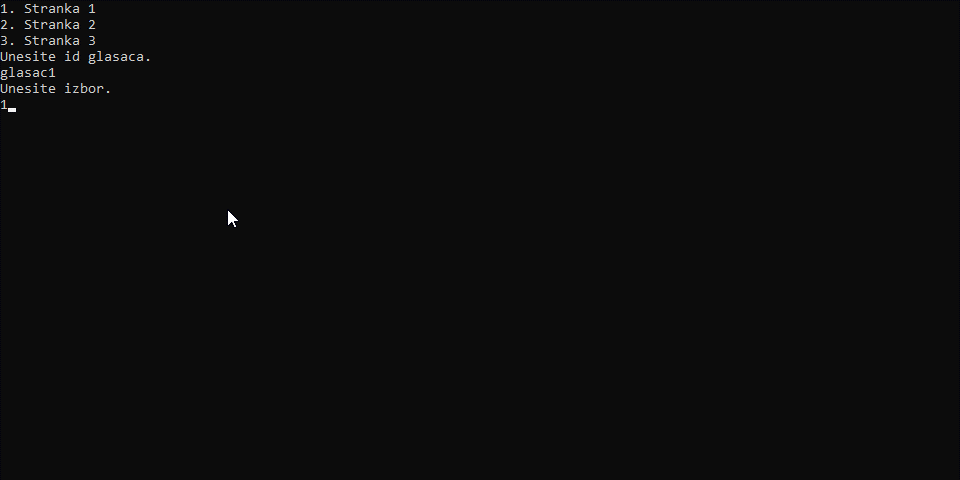 1. Stranka 1
2. Stranka 2
3. Stranka 3
Unesite id glasaca.
glasac1
Unesite izbor.
1